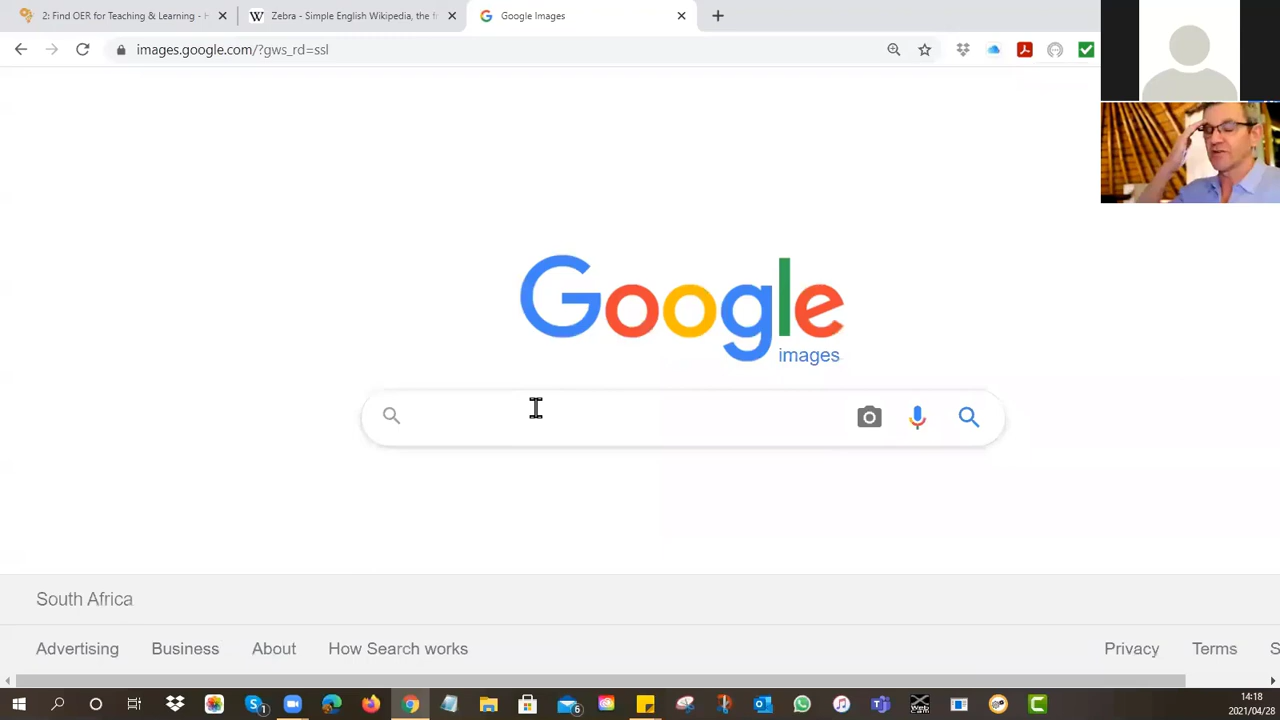 2: Find OER for Teaching & Learning - H
Zebra - Simple English Wikipedia, the fr
Google Images
images.google.com/?gws_rd=ssl
Google
images
South Africa
Advertising Business About How Search works Privacy Terms S
14:18
2021/04/28